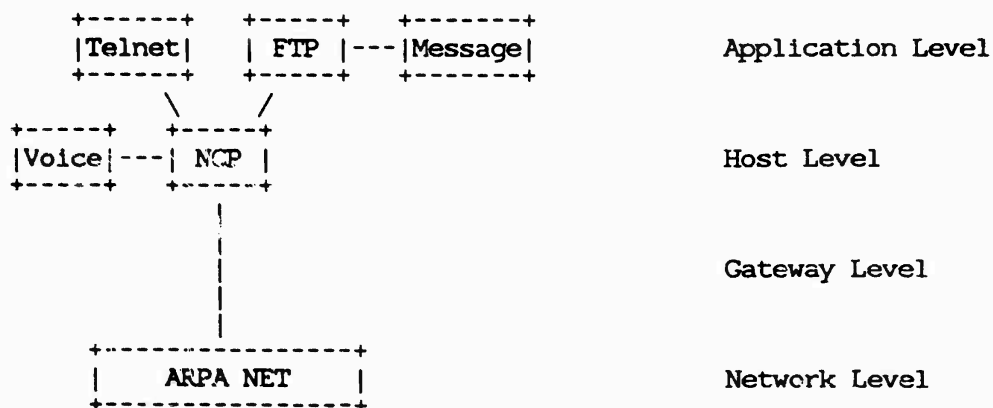 Telnet FTP Message Application Level
Voice NCP Host Level
Gateway Level
ARPA NET Network Level